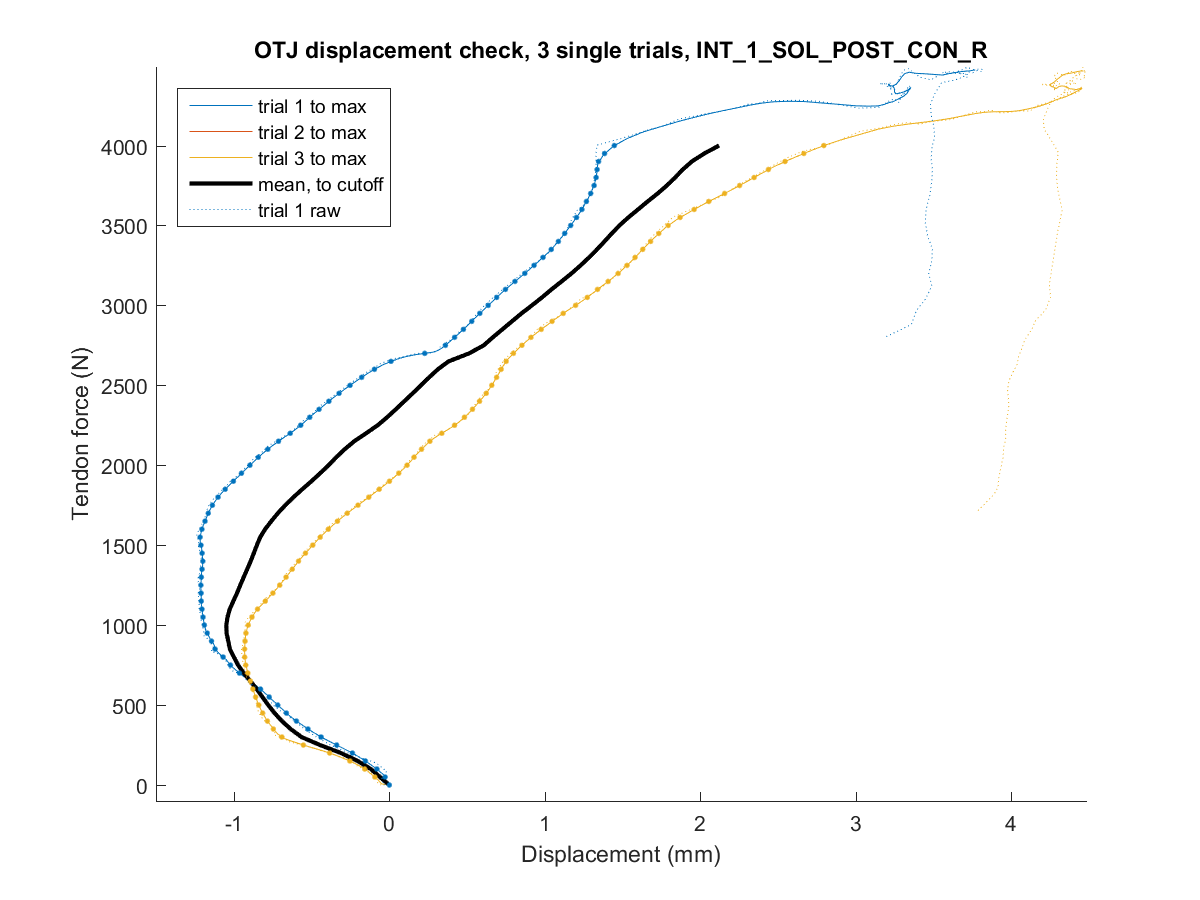 OTJ displacement check, 3 single trials, INT_1_SOL_POST_CON_R
trial 1 to max
trial 2 to max
trial 3 to max
mean, to cutoff
trial 1 raw
4000
3500
3000
2500
2000
1500
1000
500
0
Tendon force (N)
-1
0
1
2
3
4
Displacement (mm)